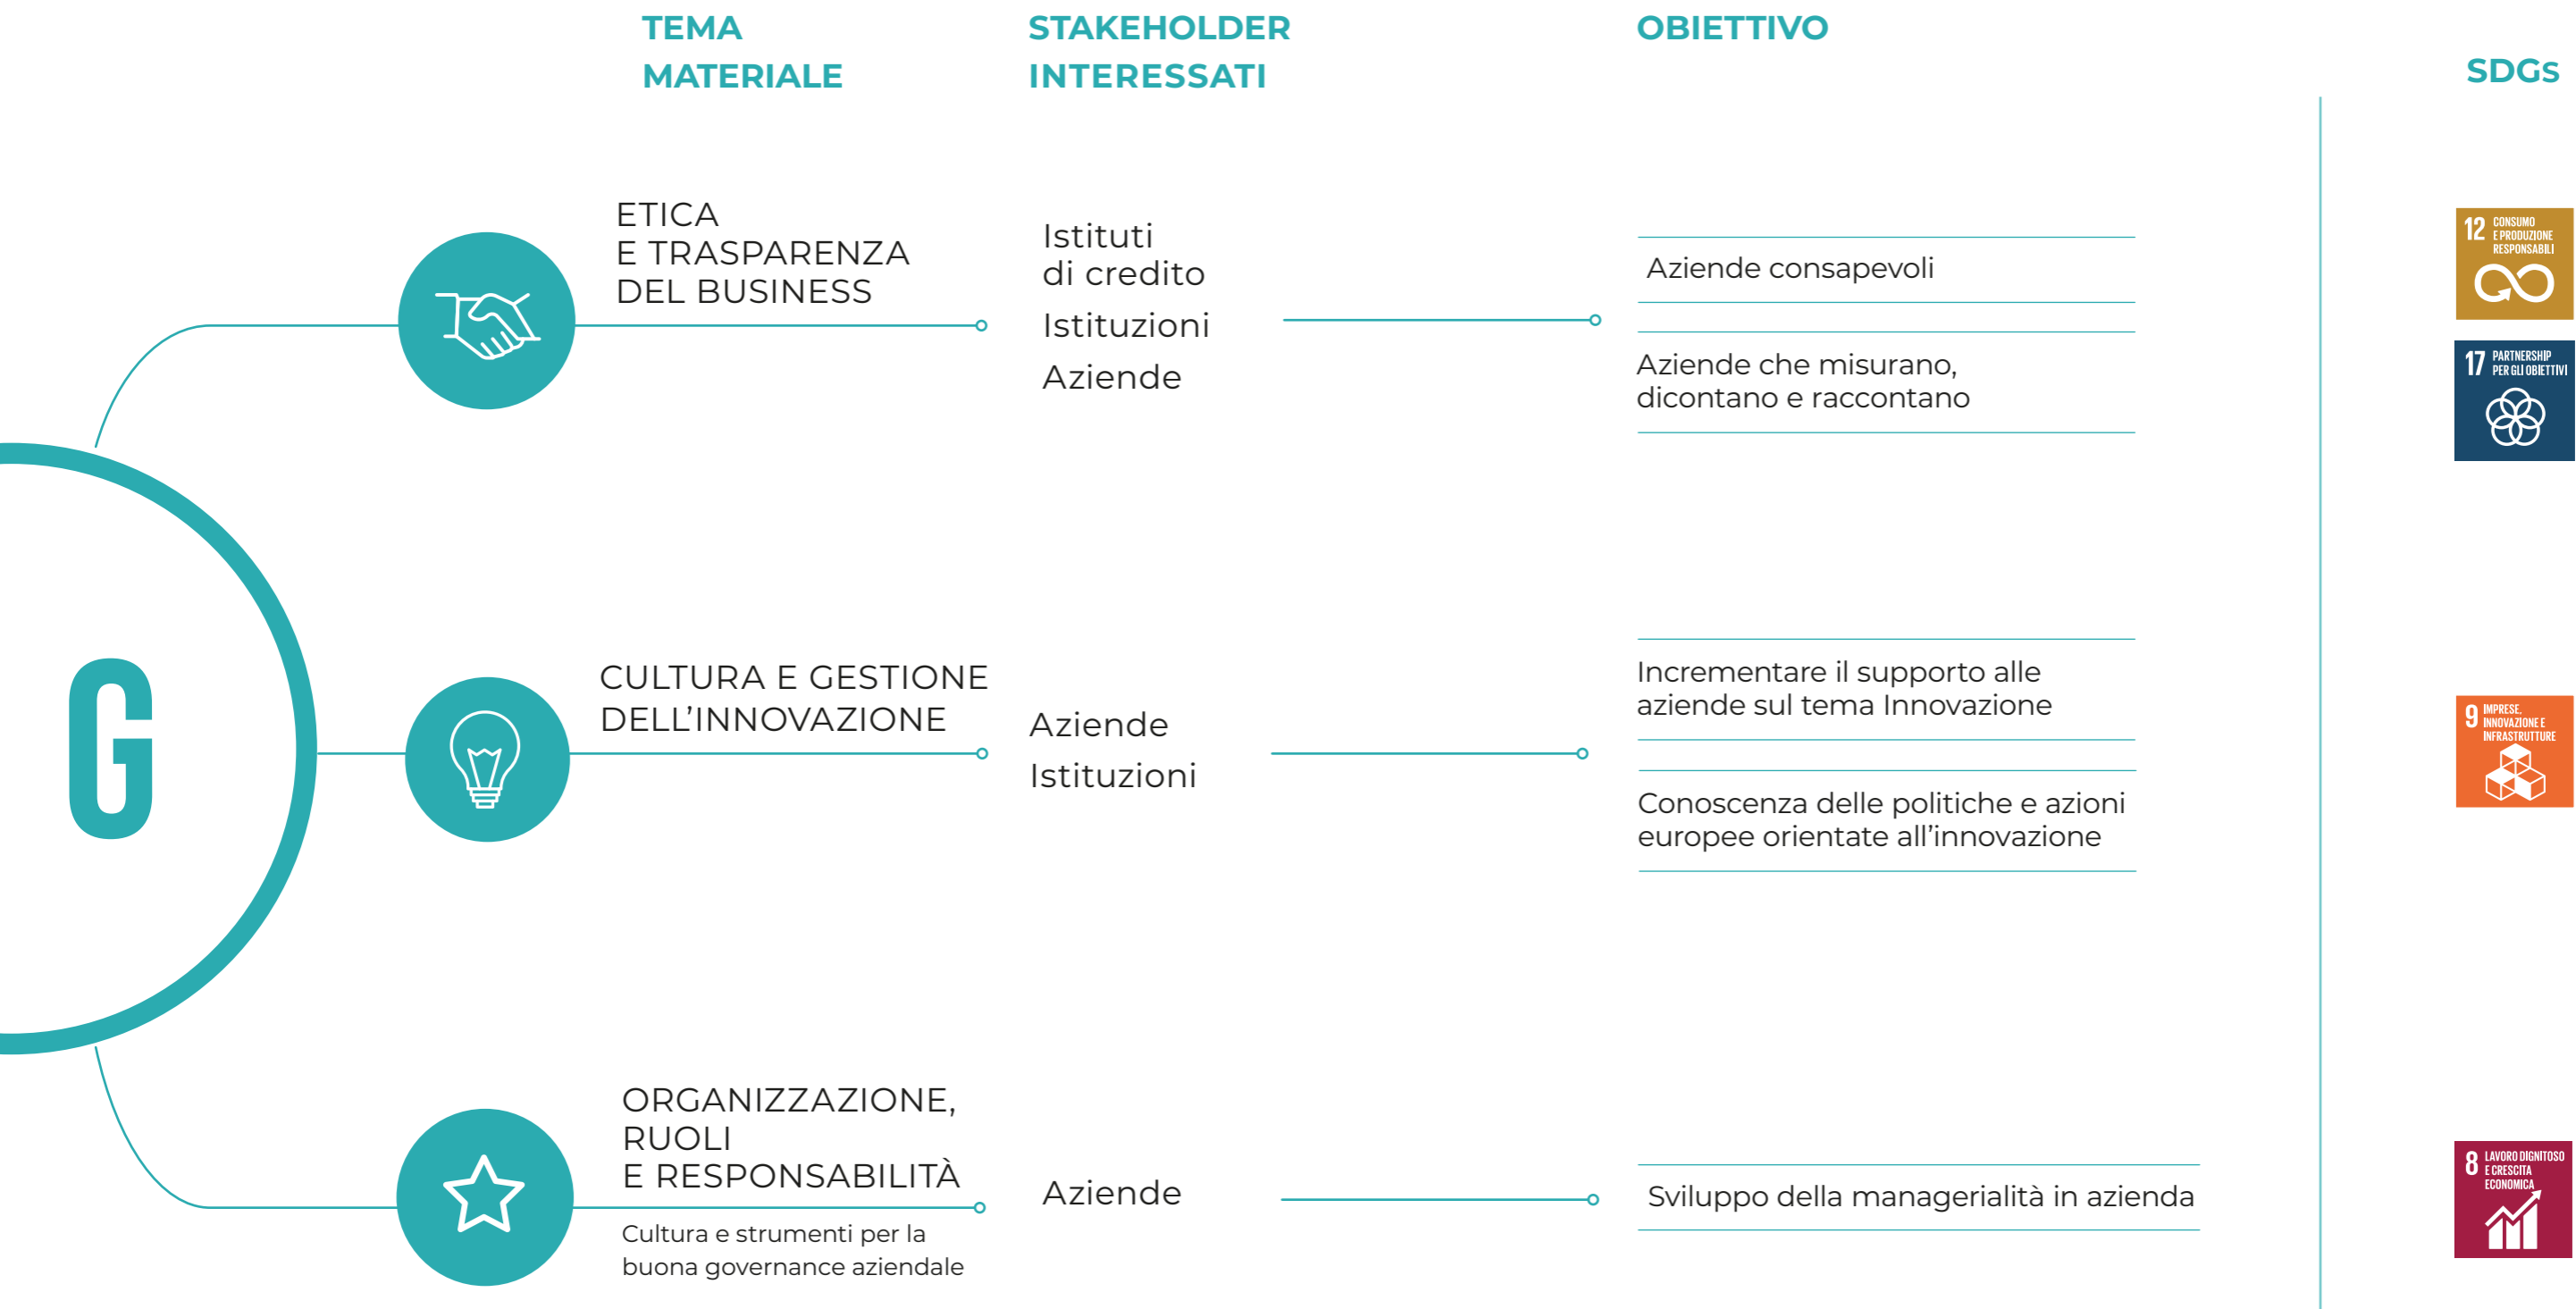 TEMA
MATERIALE
STAKEHOLDER
INTERESSATI
OBIETTIVO
SDGs
ETICA
E TRASPARENZA
DEL BUSINESS
Istituti
di credito
Istituzioni
Aziende
Aziende consapevoli
Aziende che misurano,
dicontano e raccontano
12 CONSUMO
E PRODUZIONE
RESPONSABILI
17 PARTNERSHIP
PER GLI OBIETTIVI
G
CULTURA E GESTIONE
DELL’INNOVAZIONE
Aziende
Istituzioni
Incrementare il supporto alle
aziende sul tema Innovazione
Conoscenza delle politiche e azioni
europee orientate all’innovazione
9 IMPRESE,
INNOVAZIONE E
INFRASTRUTTURE
ORGANIZZAZIONE,
RUOLI
E RESPONSABILITÀ
Cultura e strumenti per la
buona governance aziendale
Aziende
Sviluppo della managerialità in azienda
8 LAVORO DIGNITOSO
E CRESCITA
ECONOMICA